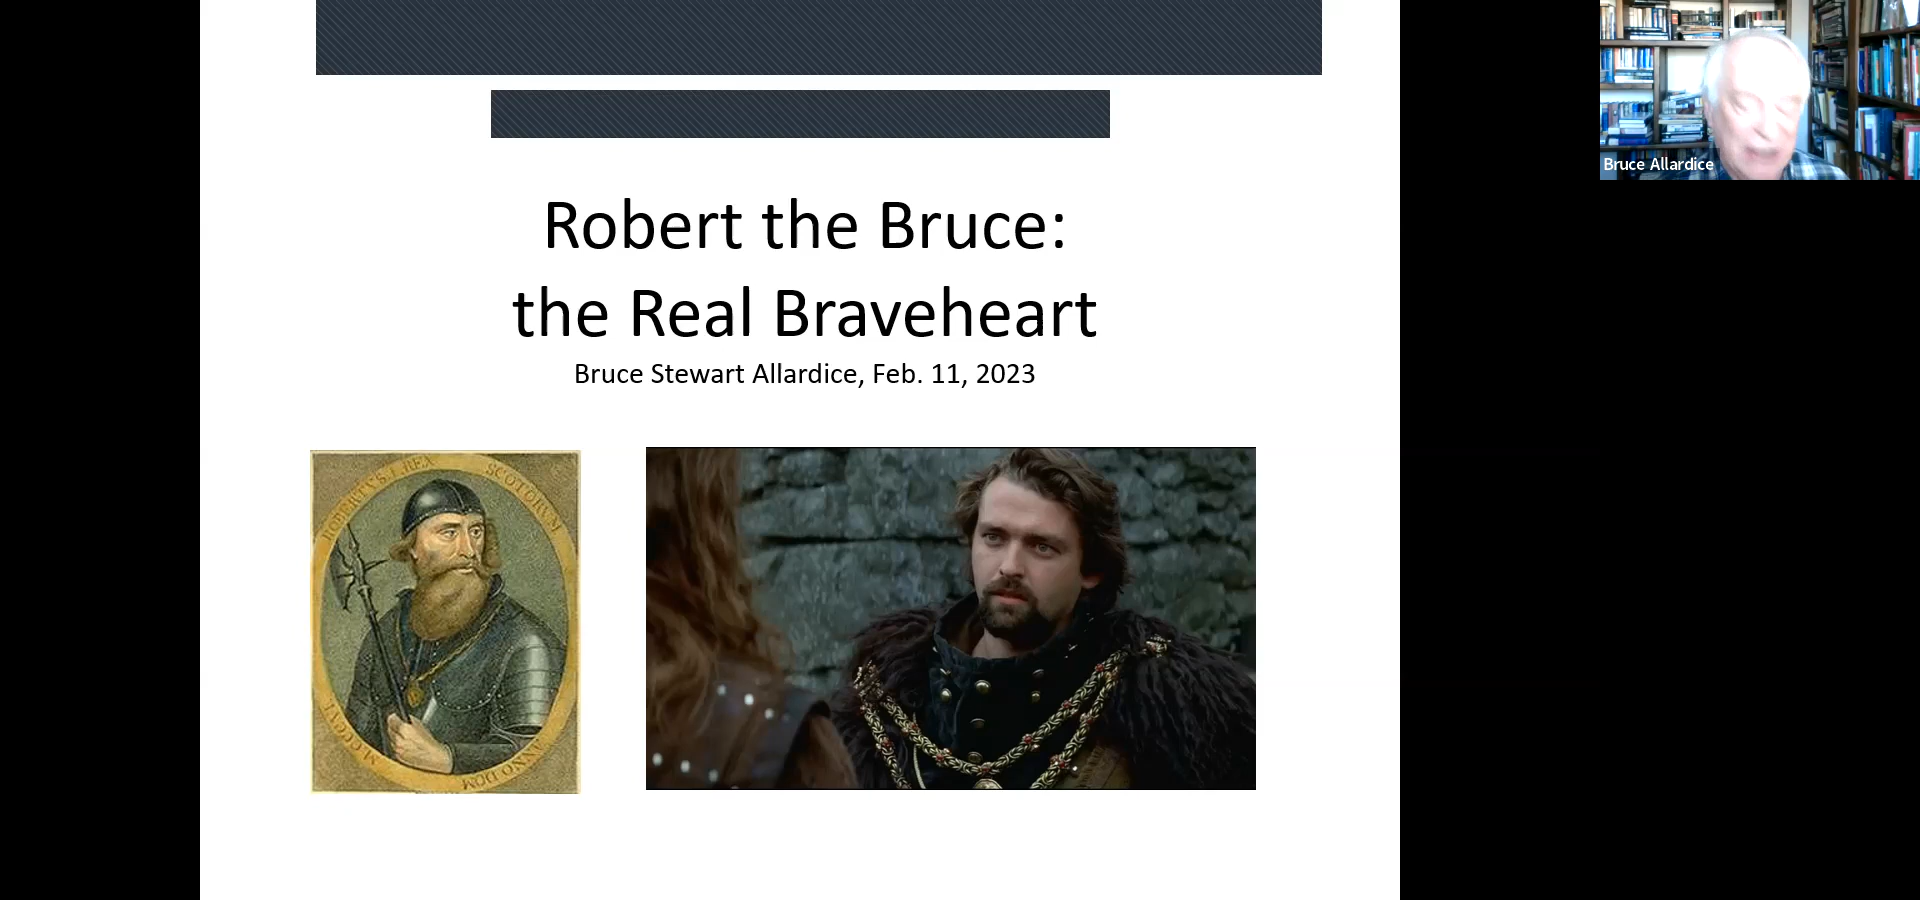 Robert the Bruce:
the Real Braveheart
Bruce Stewart Allardice, Feb. 11, 2023
ROBERTVS I. REX SCOTORVM
ANNO DOM
Bruce Allardice